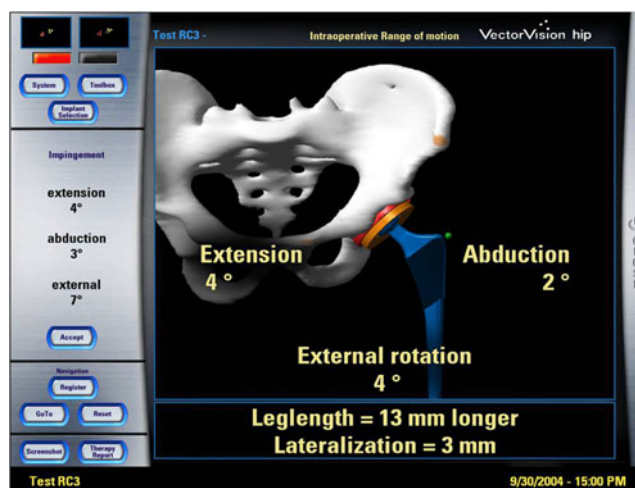 Test RC3 -
Intraoperative Range of motion
VectorVision hip
System
Toolbox
Implant
Selection
Impingement
extension
4°
abduction
3°
external
7°
Accept
Navigation
Register
GoTo
Reset
Screenshot
Therapy
Report
Extension
4°
Abduction
2°
External rotation
4°
Leglength = 13 mm longer
Lateralization = 3 mm
Test RC3
9/30/2004 - 15:00 PM